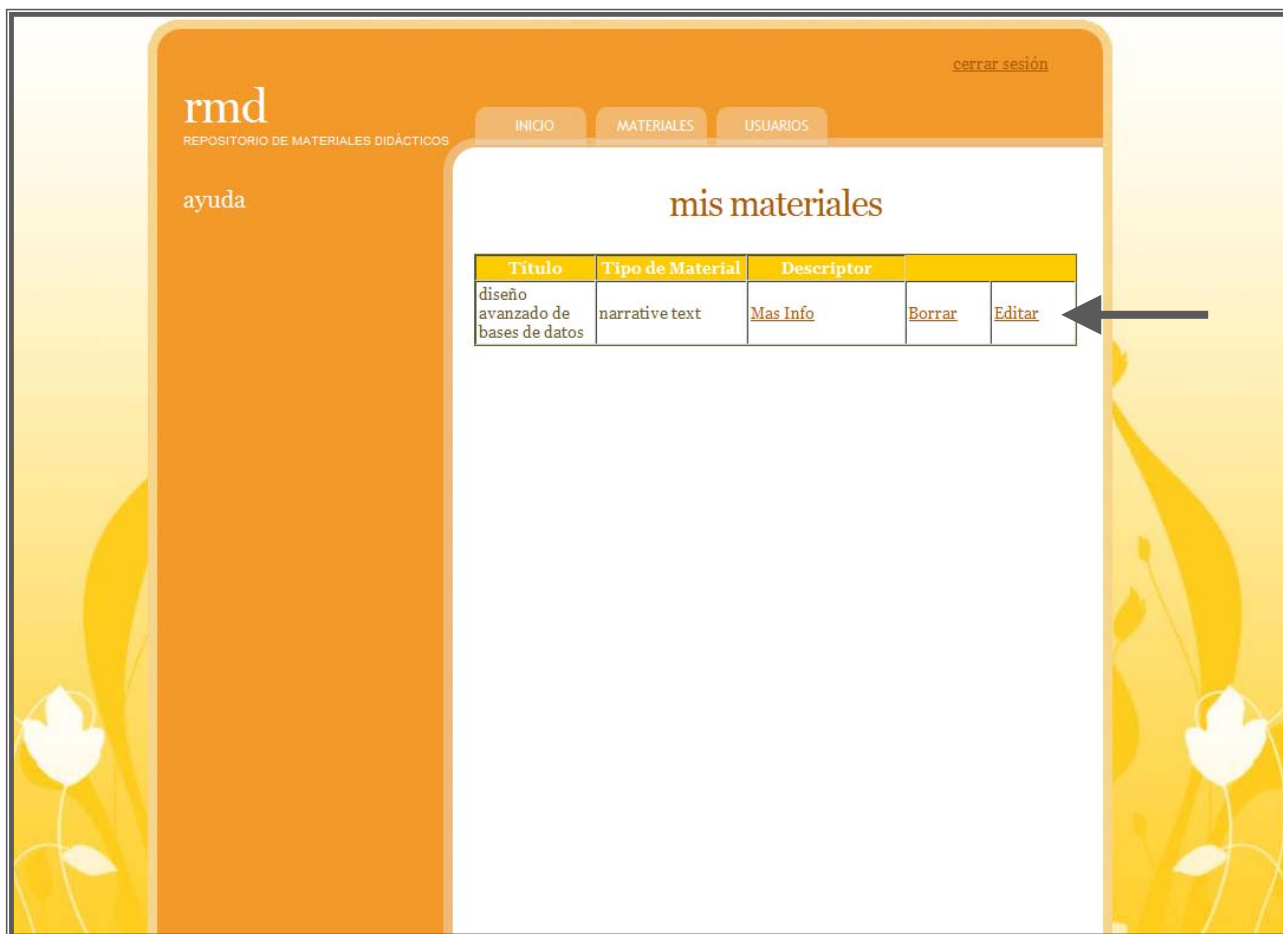 cerrar sesión
rmd
REPOSITORIO DE MATERIALES DIDÁCTICOS
INICIO MATERIALES USUARIOS
ayuda
mis materiales
Título Tipo de Material Descriptor
diseño
avanzado de
bases de datos
narrative text
Mas Info
Borrar
Editar